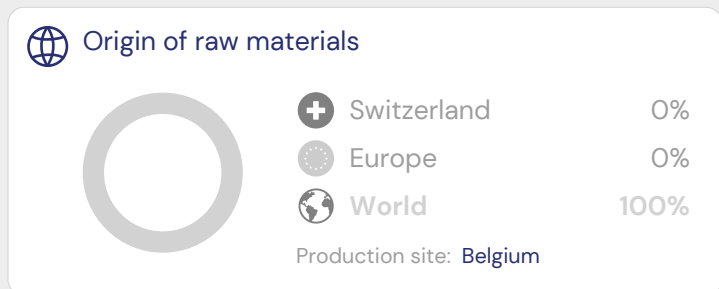 Origin of raw materials
Switzerland 0%
Europe 0%
World 100%
Production site: Belgium